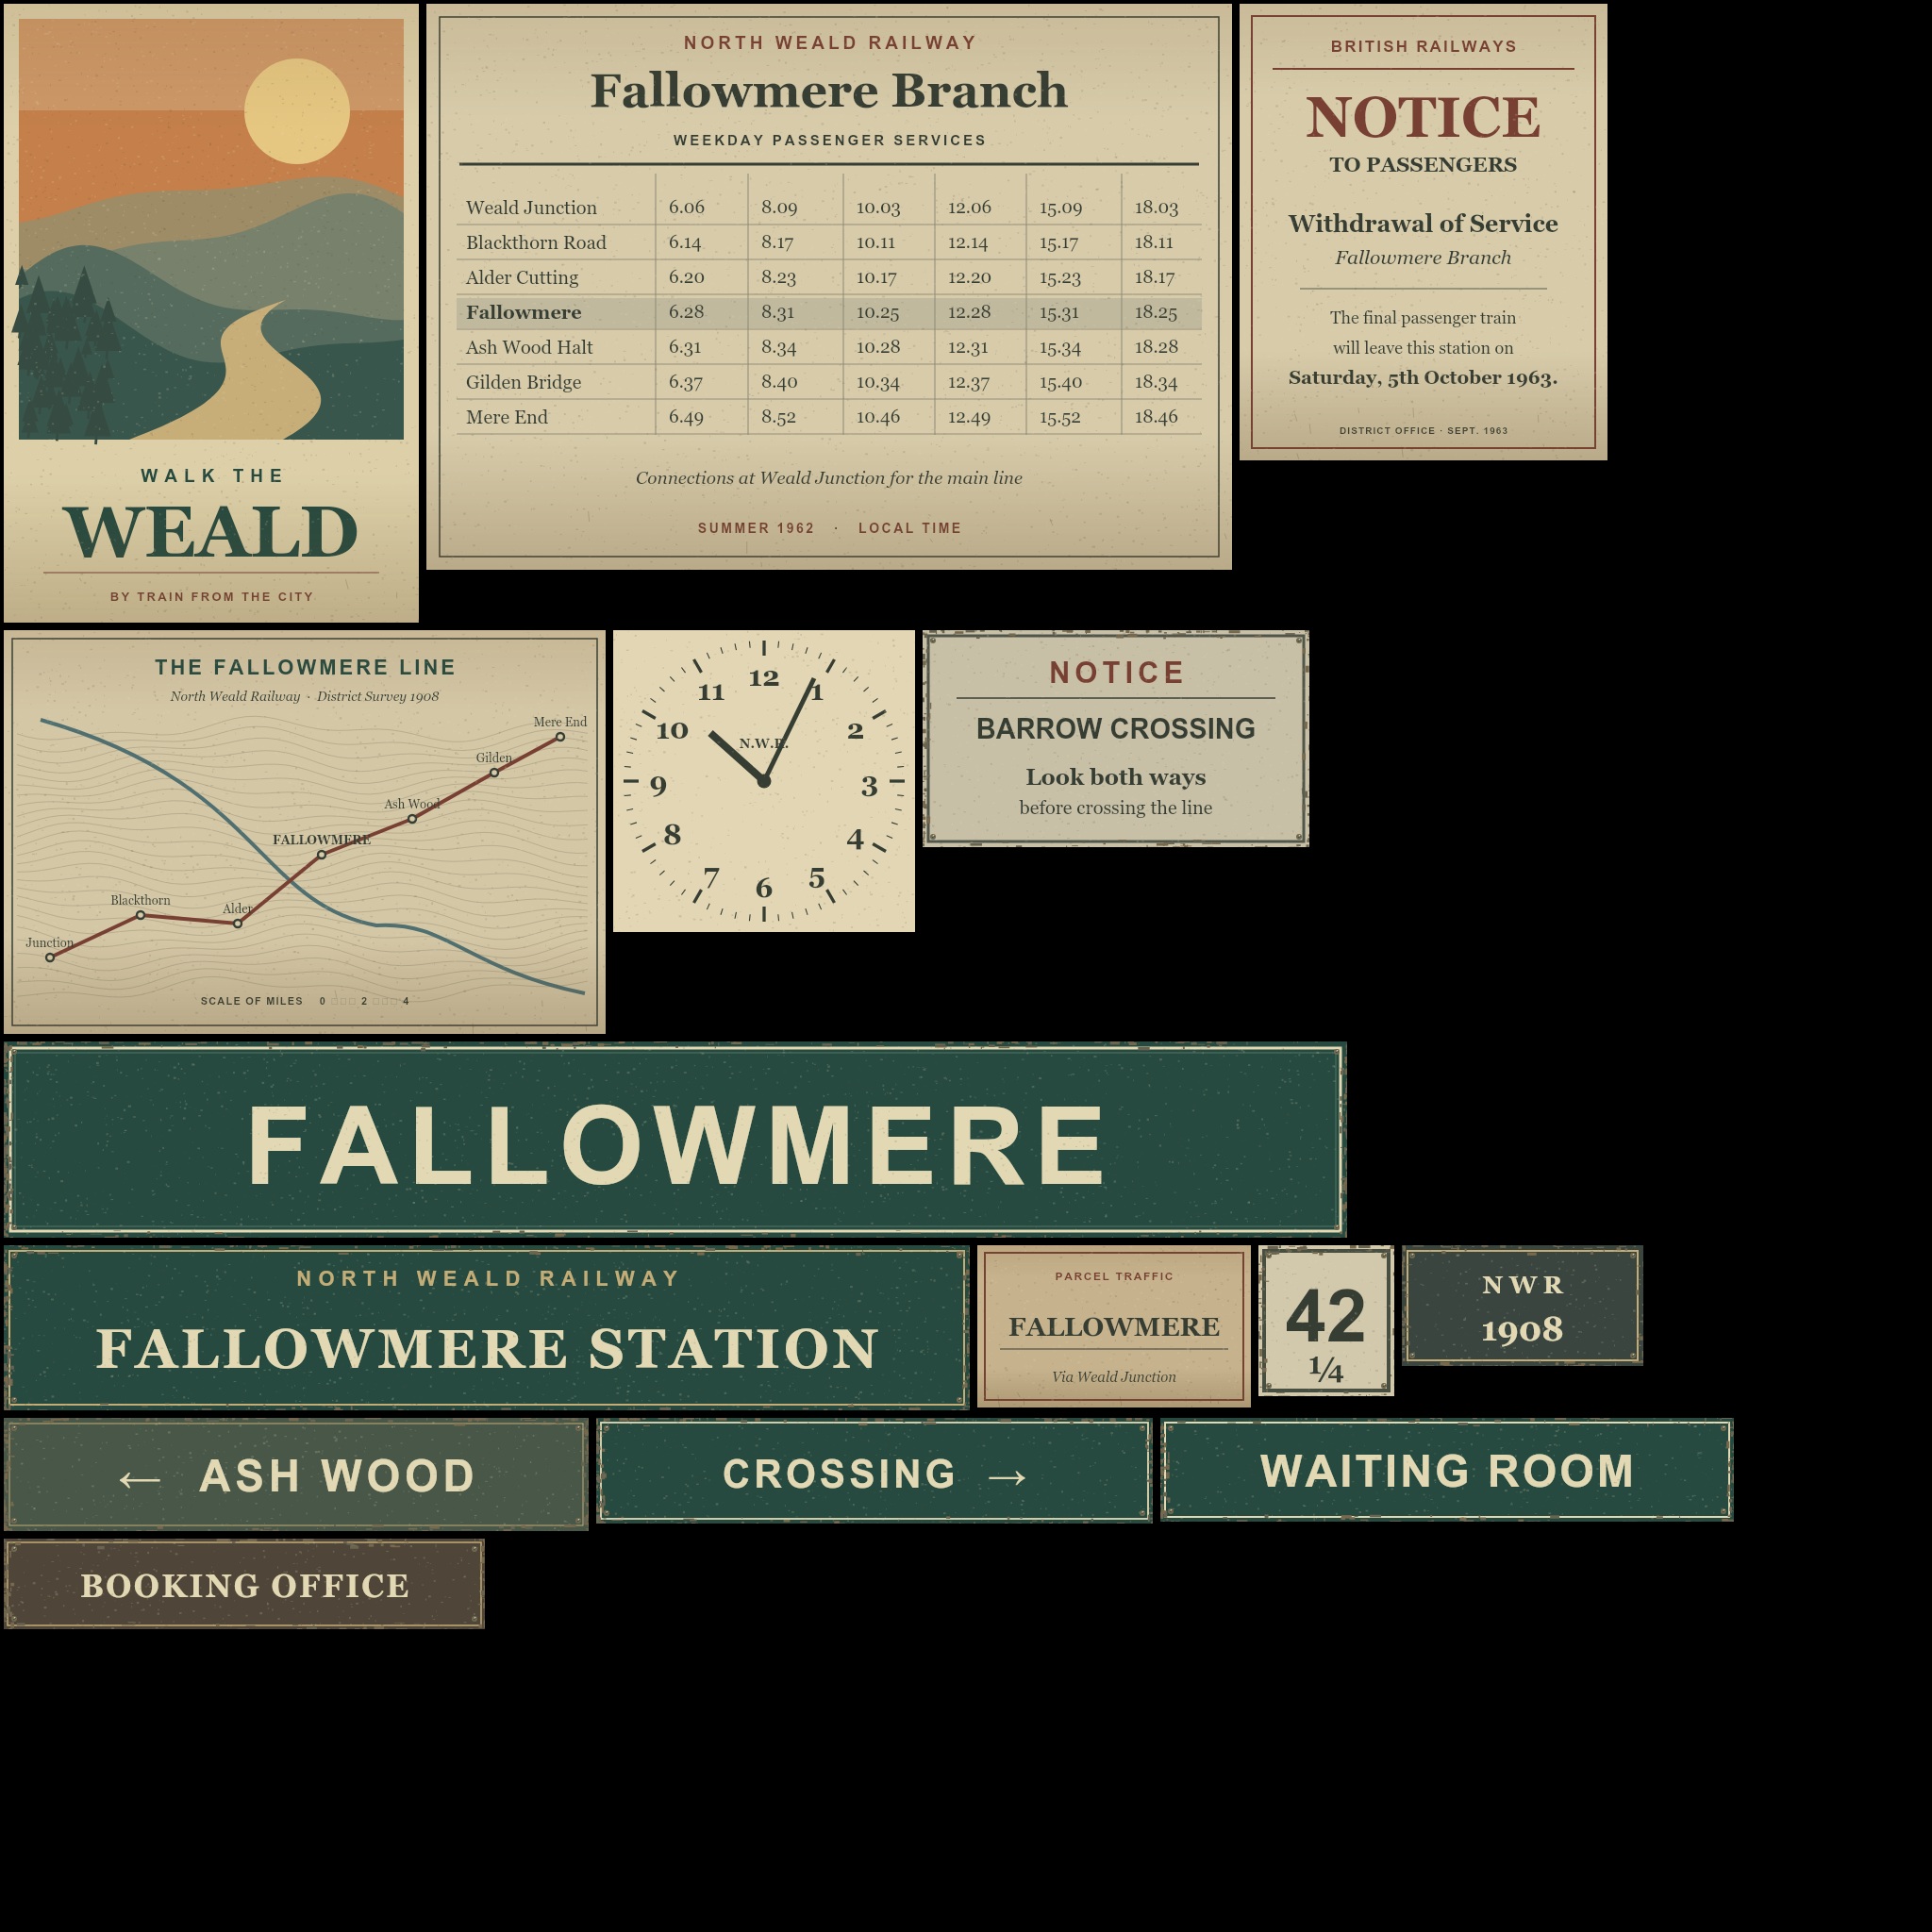 WALK THE
WEALD
BY TRAIN FROM THE CITY
NORTH WEALD RAILWAY
Fallowmere Branch
WEEKDAY PASSENGER SERVICES
Weald Junction 6.06 8.09 10.03 12.06 15.09 18.03
Blackthorn Road 6.14 8.17 10.11 12.14 15.17 18.11
Alder Cutting 6.20 8.23 10.17 12.20 15.23 18.17
Fallowmere 6.28 8.31 10.25 12.28 15.31 18.25
Ash Wood Halt 6.31 8.34 10.28 12.31 15.34 18.28
Gilden Bridge 6.37 8.40 10.34 12.37 15.40 18.34
Mere End 6.49 8.52 10.46 12.49 15.52 18.46
Connections at Weald Junction for the main line
SUMMER 1962 · LOCAL TIME
BRITISH RAILWAYS
NOTICE
TO PASSENGERS
Withdrawal of Service
Fallowmere Branch
The final passenger train
will leave this station on
Saturday, 5th October 1963.
DISTRICT OFFICE · SEPT. 1963
THE FALLOWMERE LINE
North Weald Railway · District Survey 1908
Mere End
Gilden
Ash Wood
FALLOWMERE
Blackthorn
Alder
Junction
SCALE OF MILES 0 □□□ 2 □□□ 4
12
11 1
10 2
N.W.R.
9 3
8 4
7 5
6
NOTICE
BARROW CROSSING
Look both ways
before crossing the line
FALLOWMERE
NORTH WEALD RAILWAY
FALLOWMERE STATION
PARCEL TRAFFIC
FALLOWMERE
Via Weald Junction
42
¼
NWR
1908
← ASH WOOD
CROSSING →
WAITING ROOM
BOOKING OFFICE